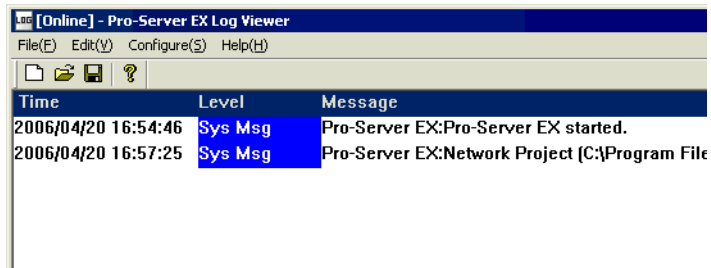 LOG [Online] - Pro-Server EX Log Viewer
File(F) Edit(V) Configure(S) Help(H)
Time Level Message
2006/04/20 16:54:46 Sys Msg Pro-Server EX:Pro-Server EX started.
2006/04/20 16:57:25 Sys Msg Pro-Server EX:Network Project (C:\Program File